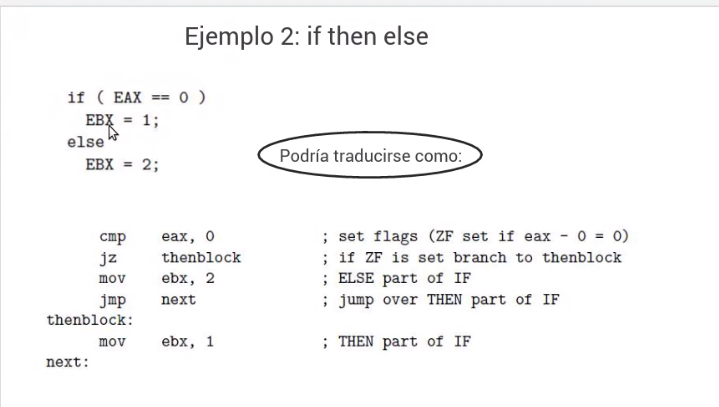 Ejemplo 2: if then else
if ( EAX == 0 )
EBX = 1;
else
EBX = 2;
Podría traducirse como:
cmp eax, 0 ; set flags (ZF set if eax - 0 = 0)
jz thenblock ; if ZF is set branch to thenblock
mov ebx, 2 ; ELSE part of IF
jmp next ; jump over THEN part of IF
thenblock:
mov ebx, 1 ; THEN part of IF
next: